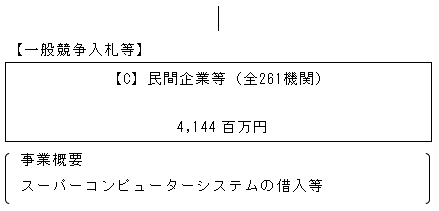 【一般競争入札等】
【C】民間企業等（全261機関）
4,144 百万円
事業概要
スーパーコンピューターシステムの借入等